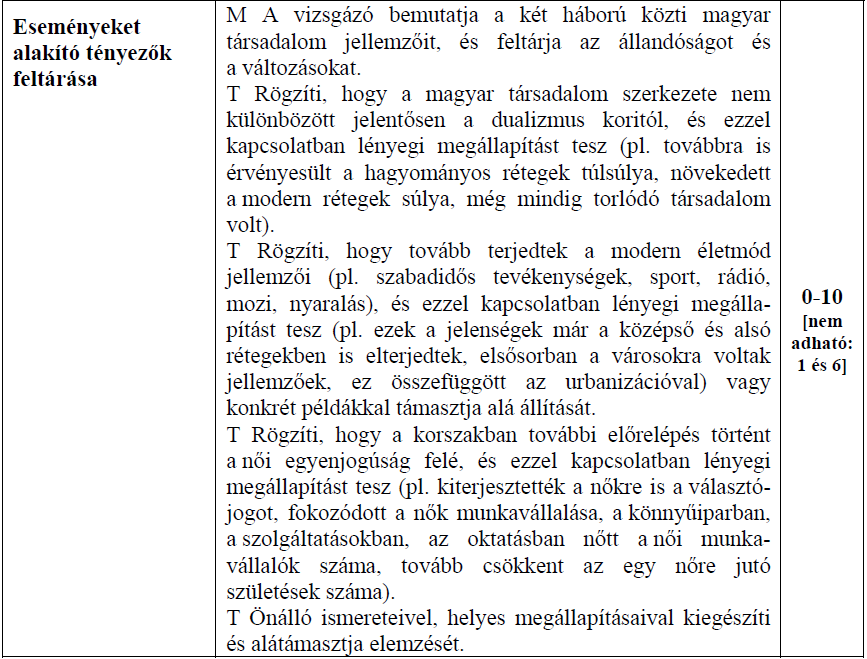 Eseményeket
alakító tényezők
feltárása
M A vizsgázó bemutatja a két háború közti magyar
társadalom jellemzőit, és feltárja az állandóságot és
a változásokat.
T Rögzíti, hogy a magyar társadalom szerkezete nem
különbözött jelentősen a dualizmus koritól, és ezzel
kapcsolatban lényegi megállapítást tesz (pl. továbbra is
érvényesült a hagyományos rétegek túlsúlya, növekedett
a modern rétegek súlya, még mindig torlódó társadalom
volt).
T Rögzíti, hogy tovább terjedtek a modern életmód
jellemzői (pl. szabadidős tevékenységek, sport, rádió,
mozi, nyaralás), és ezzel kapcsolatban lényegi megálla-
pítást tesz (pl. ezek a jelenségek már a középső és alsó
rétegekben is elterjedtek, elsősorban a városokra voltak
jellemzőek, ez összefüggött az urbanizációval) vagy
konkrét példákkal támasztja alá állítását.
T Rögzíti, hogy a korszakban további előrelépés történt
a női egyenjogúság felé, és ezzel kapcsolatban lényegi
megállapítást tesz (pl. kiterjesztették a nőkre is a választó-
jogot, fokozódott a nők munkavállalása, a könnyűiparban,
a szolgáltatásokban, az oktatásban nőtt a női munka-
vállalók száma, tovább csökkent az egy nőre jutó
születések száma).
T Önálló ismereteivel, helyes megállapításaival kiegészíti
és alátámasztja elemzését.
0-10
[nem
adható:
1 és 6]